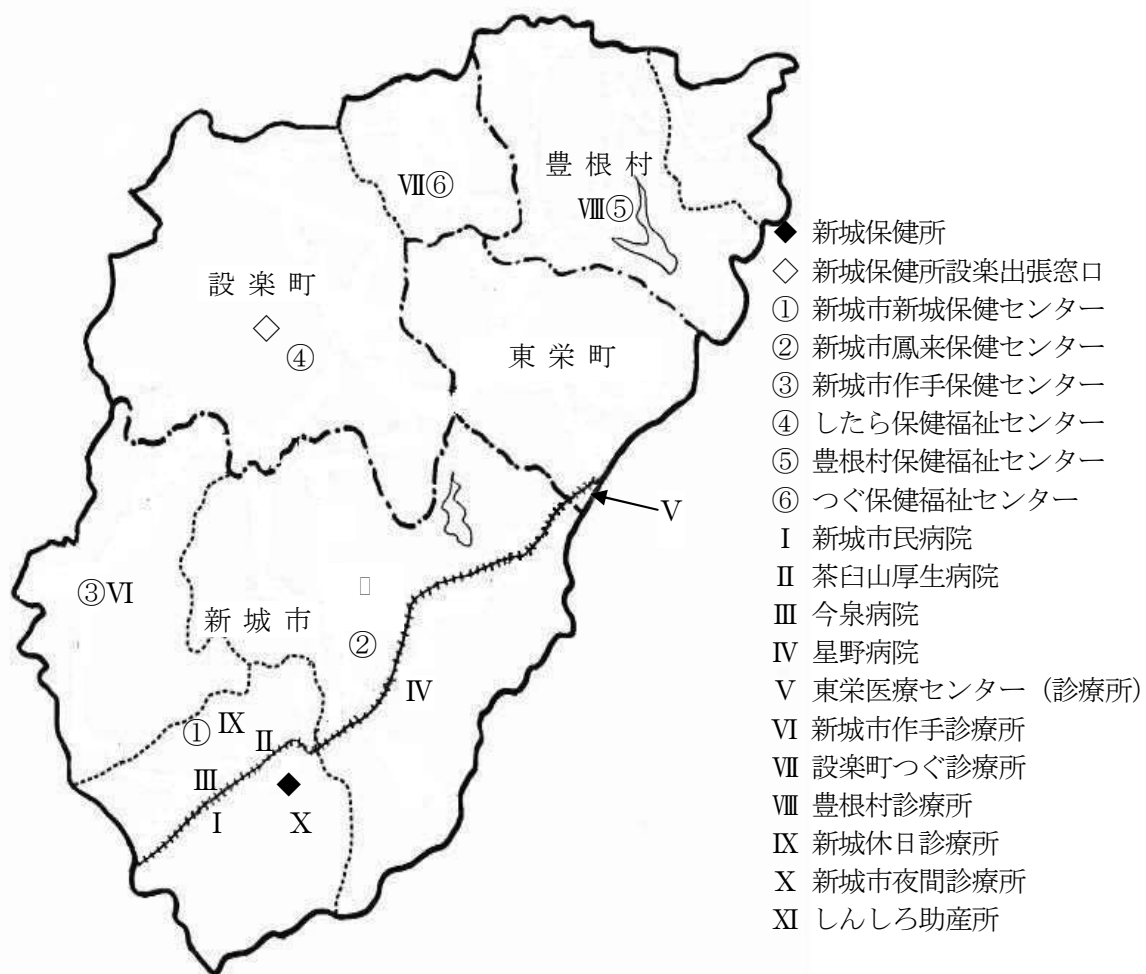 豊根村
Ⅶ⑥
Ⅷ⑤
設楽町
◇
④
東栄町
Ⅴ
③Ⅵ
新城市
②
Ⅳ
①Ⅸ
Ⅱ
Ⅲ
◆
Ⅰ
Ⅹ
◆ 新城保健所
◇ 新城保健所設楽出張窓口
① 新城市新城保健センター
② 新城市鳳来保健センター
③ 新城市作手保健センター
④ したら保健福祉センター
⑤ 豊根村保健福祉センター
⑥ つぐ保健福祉センター
Ⅰ 新城市民病院
Ⅱ 茶臼山厚生病院
Ⅲ 今泉病院
Ⅳ 星野病院
Ⅴ 東栄医療センター（診療所）
Ⅵ 新城市作手診療所
Ⅶ 設楽町つぐ診療所
Ⅷ 豊根村診療所
Ⅸ 新城休日診療所
Ⅹ 新城市夜間診療所
Ⅺ しんしろ助産所